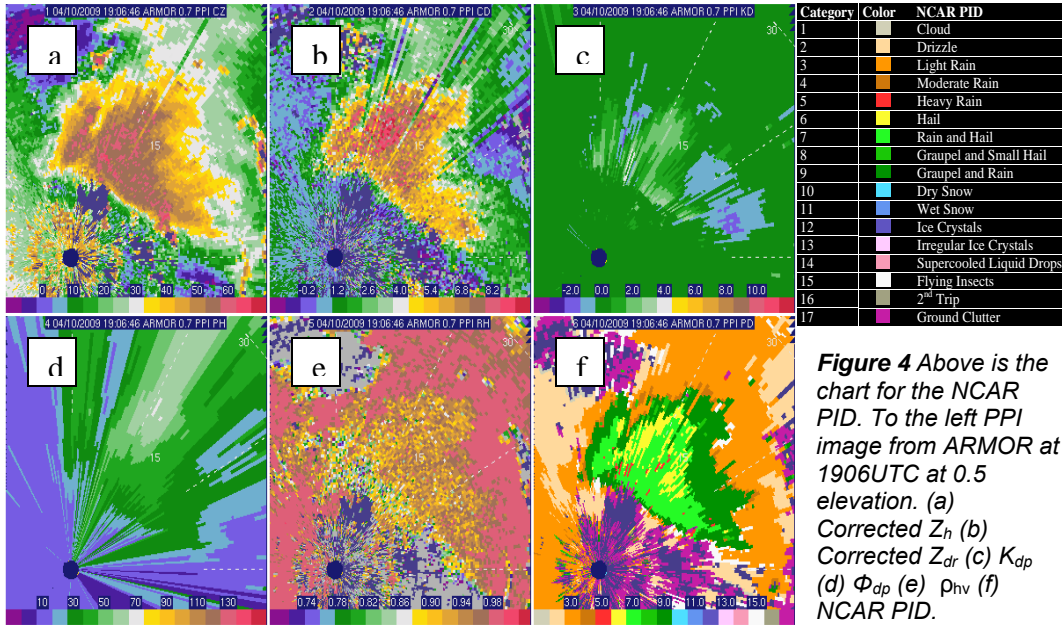 1 04/10/2009 19:06:46 ARMOR 0.7 PPI CZ
a
30
15
0 10 20 30 40 50 60
2 04/10/2009 19:06:46 ARMOR 0.7 PPI CD
b
30
15
-0.2 1.2 2.6 4.0 5.4 6.8 8.2
3 04/10/2009 19:06:46 ARMOR 0.7 PPI KD
c
30
15
-2.0 0.0 2.0 4.0 6.0 8.0 10.0
Category Color NCAR PID
1 Cloud
2 Drizzle
3 Light Rain
4 Moderate Rain
5 Heavy Rain
6 Hail
7 Rain and Hail
8 Graupel and Small Hail
9 Graupel and Rain
10 Dry Snow
11 Wet Snow
12 Ice Crystals
13 Irregular Ice Crystals
14 Supercooled Liquid Drops
15 Flying Insects
16 2nd Trip
17 Ground Clutter
4 04/10/2009 19:06:46 ARMOR 0.7 PPI PH
d
30
15
10 30 50 70 90 110 130
5 04/10/2009 19:06:46 ARMOR 0.7 PPI RH
e
30
15
0.74 0.78 0.82 0.86 0.90 0.94 0.98
6 04/10/2009 19:06:46 ARMOR 0.7 PPI PD
f
30
15
3.0 5.0 7.0 9.0 11.0 13.0 15.0
Figure 4 Above is the
chart for the NCAR
PID. To the left PPI
image from ARMOR at
1906UTC at 0.5
elevation. (a)
Corrected Zh (b)
Corrected Zdr (c) Kdp
(d) Φdp (e) ρhv (f)
NCAR PID.